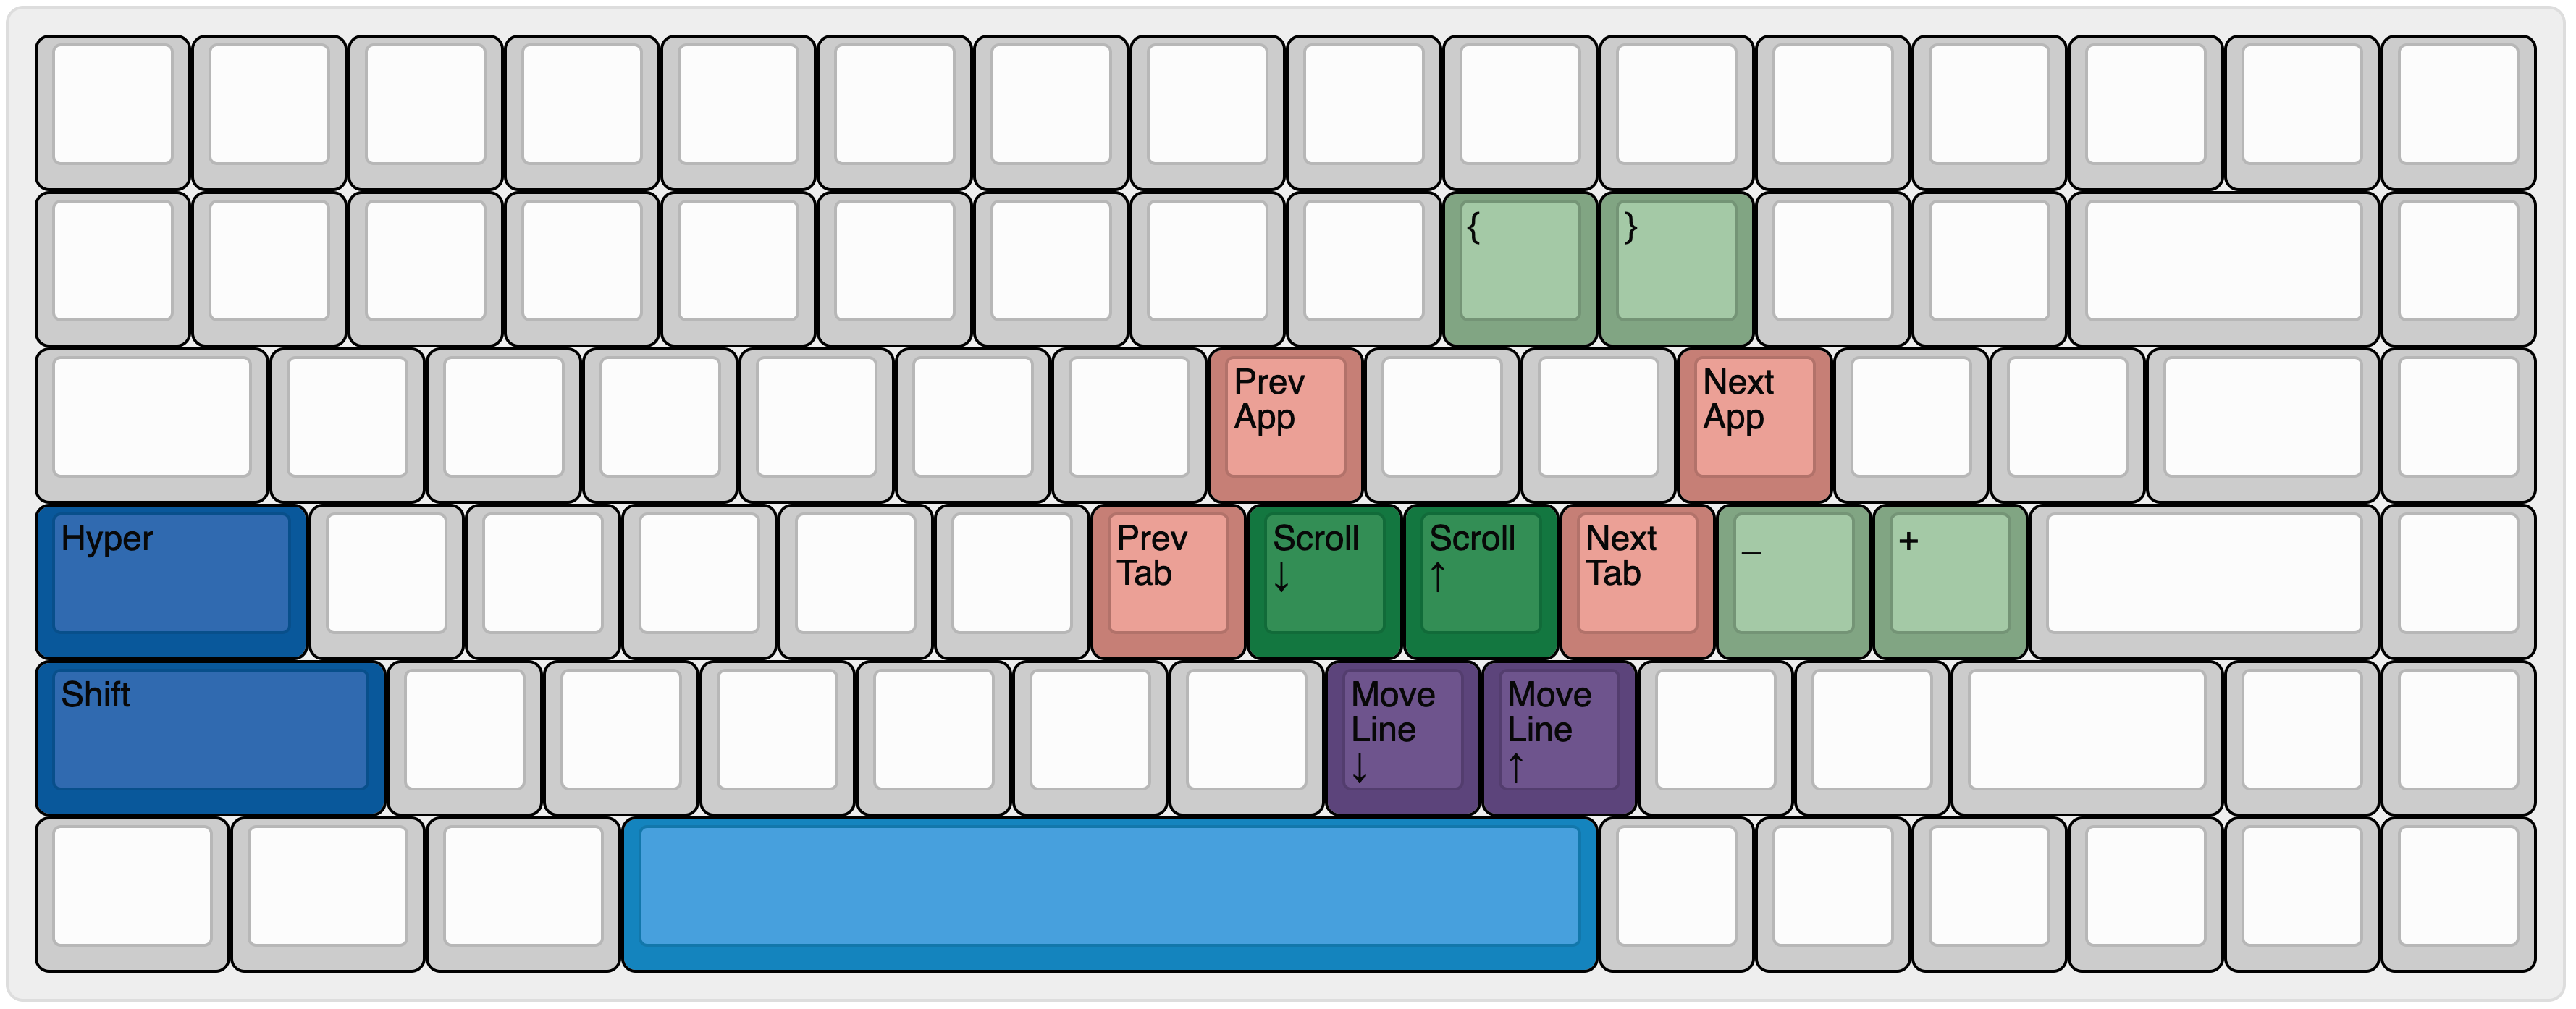 {
}
Prev
App
Next
App
Hyper
Prev
Tab
Scroll
↓
Scroll
↑
Next
Tab
_
+
Shift
Move
Line
↓
Move
Line
↑